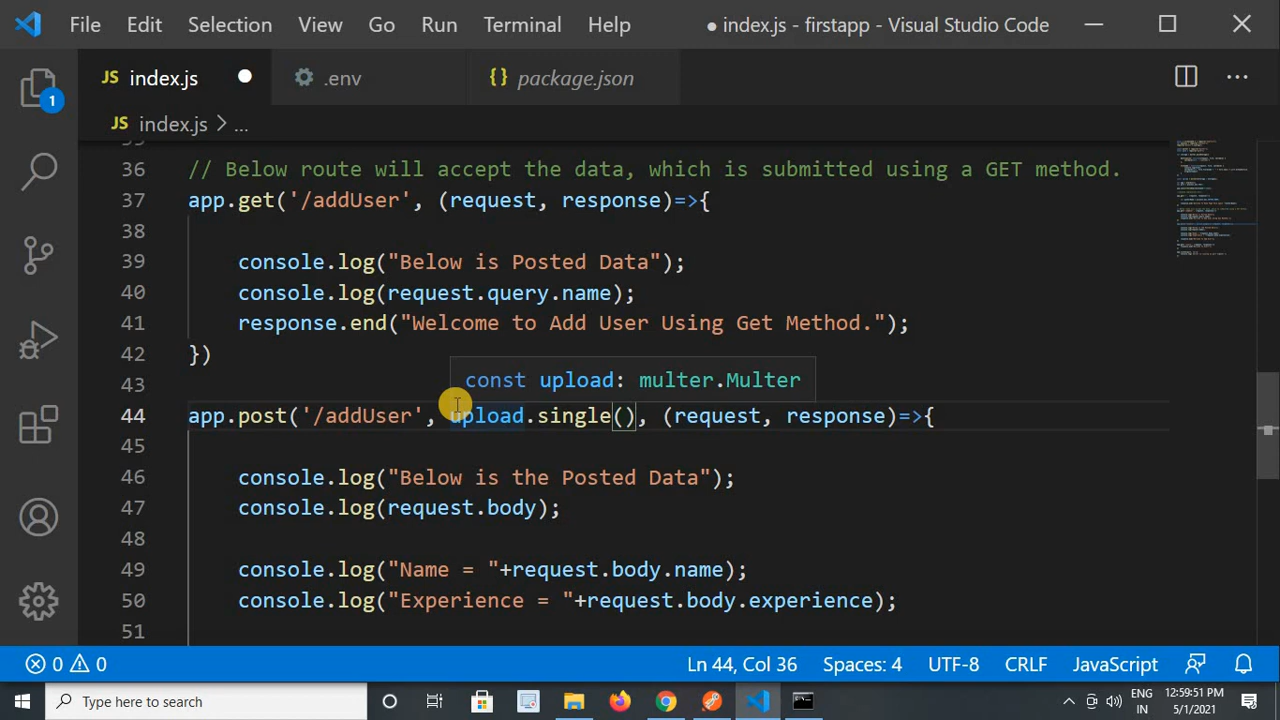 File Edit Selection View Go Run Terminal Help ● index.js - firstapp - Visual Studio Code
JS index.js .env {} package.json
1
JS index.js > ...
36 // Below route will accept the data, which is submitted using a GET method.
37 app.get('/addUser', (request, response)=>{
38
39 console.log("Below is Posted Data");
40 console.log(request.query.name);
41 response.end("Welcome to Add User Using Get Method.");
42 })
const upload: multer.Multer
43
44 app.post('/addUser', upload.single(), (request, response)=>{
45
46 console.log("Below is the Posted Data");
47 console.log(request.body);
48
49 console.log("Name = "+request.body.name);
50 console.log("Experience = "+request.body.experience);
51
0 0 Ln 44, Col 36 Spaces: 4 UTF-8 CRLF JavaScript
Type here to search ENG 12:59:51 PM
IN 5/1/2021